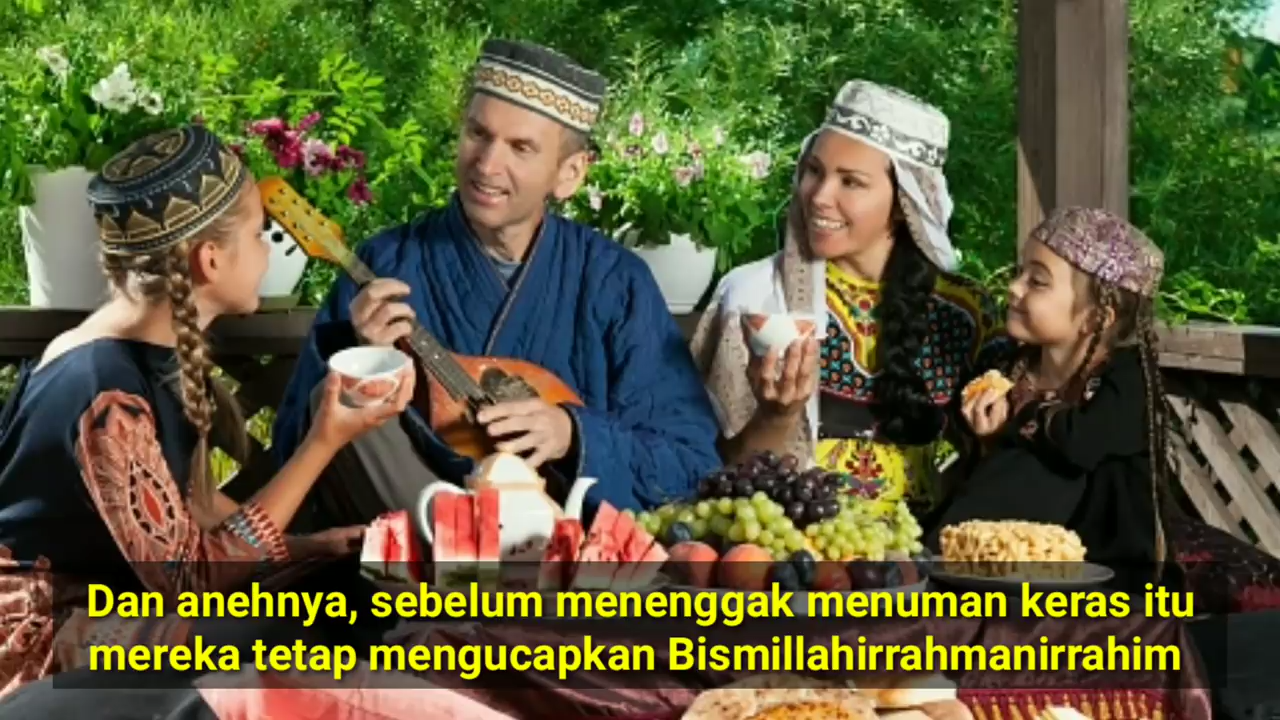 Dan anehnya, sebelum menenggak menuman keras itu
mereka tetap mengucapkan Bismillahirrahmanirrahim